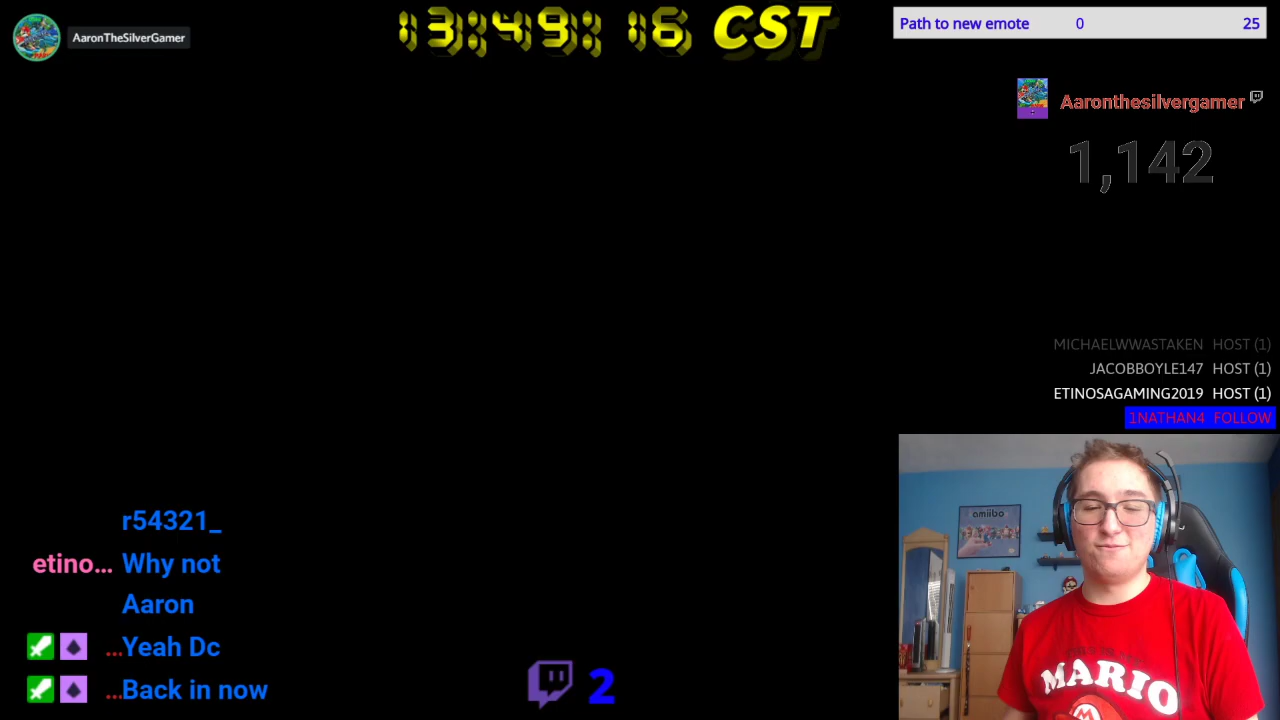 AaronTheSilverGamer
13:49:16 CST
Path to new emote 0 25
Aaronthesilvergamer
1,142
MICHAELWWASTAKEN HOST (1)
JACOBBOYLE147 HOST (1)
ETINOSAGAMING2019 HOST (1)
1NATHAN4 FOLLOW
r54321_
etino... Why not
Aaron
...Yeah Dc
...Back in now
2
amiibo
MARIO